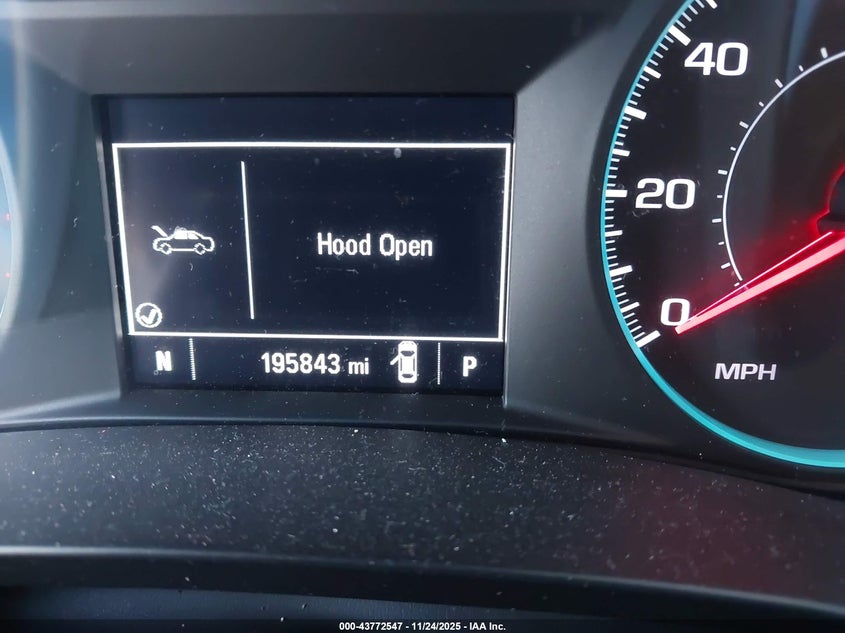 Hood Open
N 195843 mi P
40
20
0
MPH
000-43772547 - 11/24/2025 - IAA Inc.